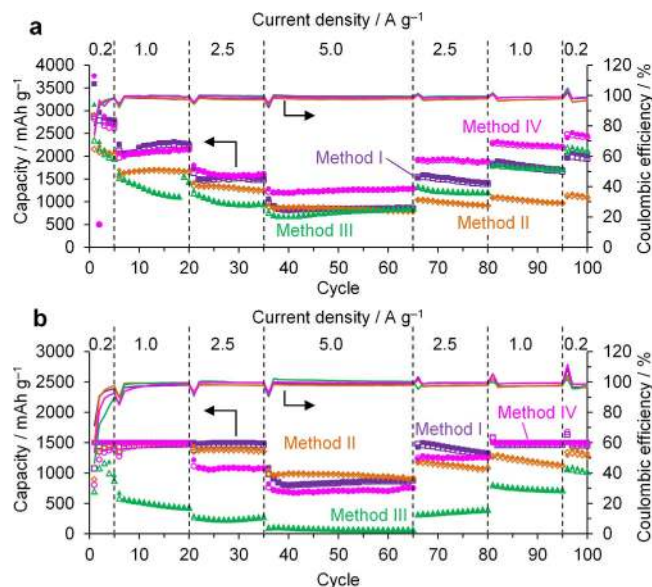 Current density / A g⁻¹
a
0.2 1.0 2.5 5.0 2.5 1.0 0.2
4000 120
3500
3000 100
2500 80
2000 60
1500
1000 40
500 20
0 0
Method IV
Method I
Method II
Method III
Capacity / mAh g⁻¹
Coulombic efficiency / %
0 10 20 30 40 50 60 70 80 90 100
Cycle
b
Current density / A g⁻¹
0.2 1.0 2.5 5.0 2.5 1.0 0.2
3000 120
2500 100
2000 80
1500 60
1000 40
500 20
0 0
Method I
Method IV
Method II
Method III
Capacity / mAh g⁻¹
Coulombic efficiency / %
0 10 20 30 40 50 60 70 80 90 100
Cycle